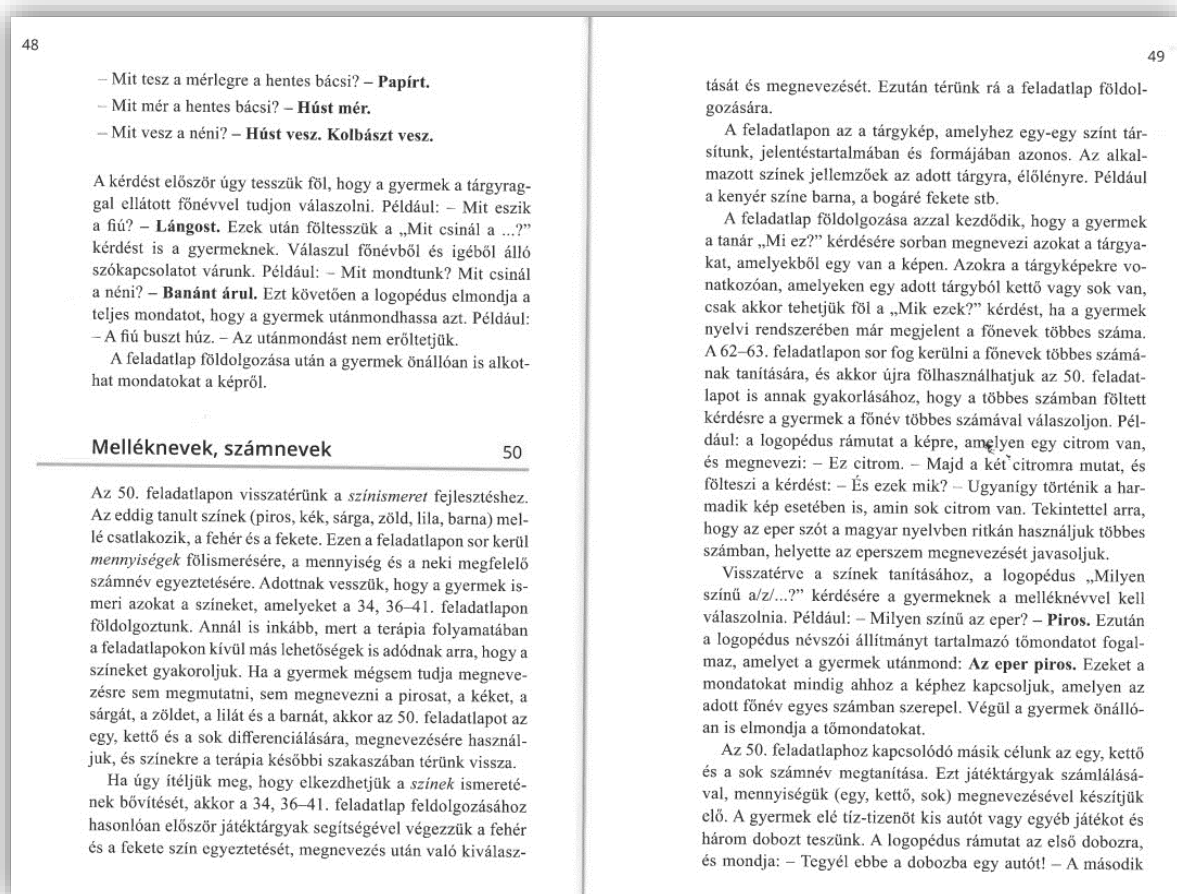 48
– Mit tesz a mérlegre a hentes bácsi? – Papírt.
– Mit mér a hentes bácsi? – Húst mér.
– Mit vesz a néni? – Húst vesz. Kolbászt vesz.
A kérdést először úgy tesszük föl, hogy a gyermek a tárgyrag-
gal ellátott főnévvel tudjon válaszolni. Például: – Mit eszik
a fiú? – Lángost. Ezek után föltesszük a „Mit csinál a ...?”
kérdést is a gyermeknek. Válaszul főnévből és igéből álló
szókapcsolatot várunk. Például: – Mit mondtunk? Mit csinál
a néni? – Banánt árul. Ezt követően a logopédus elmondja a
teljes mondatot, hogy a gyermek utánmondhassa azt. Például:
– A fiú buszt húz. – Az utánmondást nem erőltetjük.
A feladatlap földolgozása után a gyermek önállóan is alkot-
hat mondatokat a képről.
Melléknevek, számnevek 50
Az 50. feladatlapon visszatérünk a színismeret fejlesztéshez.
Az eddig tanult színek (piros, kék, sárga, zöld, lila, barna) mel-
lé csatlakozik, a fehér és a fekete. Ezen a feladatlapon sor kerül
mennyiségek fölismerésére, a mennyiség és a neki megfelelő
számnév egyeztetésére. Adottnak vesszük, hogy a gyermek is-
meri azokat a színeket, amelyeket a 34, 36–41. feladatlapon
földolgoztunk. Annál is inkább, mert a terápia folyamatában
a feladatlapokon kívül más lehetőségek is adódnak arra, hogy a
színeket gyakoroljuk. Ha a gyermek mégsem tudja megneve-
zésre sem megmutatni, sem megnevezni a pirosat, a kéket, a
sárgát, a zöldet, a lilát és a barnát, akkor az 50. feladatlapot az
egy, kettő és a sok differenciálására, megnevezésére használ-
juk, és színekre a terápia későbbi szakaszában térünk vissza.
Ha úgy ítéljük meg, hogy elkezdhetjük a színek ismereté-
nek bővítését, akkor a 34, 36–41. feladatlap feldolgozásához
hasonlóan először játéktárgyak segítségével végezzük a fehér
és a fekete szín egyeztetését, megnevezés után való kiválasz-
49
tását és megnevezését. Ezután térünk rá a feladatlap földol-
gozására.
A feladatlapon az a tárgykép, amelyhez egy-egy színt tár-
sítunk, jelentéstartalmában és formájában azonos. Az alkal-
mazott színek jellemzőek az adott tárgyra, élőlényre. Például
a kenyér színe barna, a bogáré fekete stb.
A feladatlap földolgozása azzal kezdődik, hogy a gyermek
a tanár „Mi ez?” kérdésére sorban megnevezi azokat a tárgya-
kat, amelyekből egy van a képen. Azokra a tárgyképekre vo-
natkozóan, amelyeken egy adott tárgyból kettő vagy sok van,
csak akkor tehetjük föl a „Mik ezek?” kérdést, ha a gyermek
nyelvi rendszerében már megjelent a főnevek többes száma.
A 62–63. feladatlapon sor fog kerülni a főnevek többes számá-
nak tanítására, és akkor újra fölhasználhatjuk az 50. feladat-
lapot is annak gyakorlásához, hogy a többes számban föltett
kérdésre a gyermek a főnév többes számával válaszoljon. Pél-
dául: a logopédus rámutat a képre, amelyen egy citrom van,
és megnevezi: – Ez citrom. – Majd a két citromra mutat, és
fölteszi a kérdést: – És ezek mik? – Ugyanígy történik a har-
madik kép esetében is, amin sok citrom van. Tekintettel arra,
hogy az eper szót a magyar nyelvben ritkán használjuk többes
számban, helyette az eperszem megnevezését javasoljuk.
Visszatérve a színek tanításához, a logopédus „Milyen
színű a/z/...?” kérdésére a gyermeknek a melléknévvel kell
válaszolnia. Például: – Milyen színű az eper? – Piros. Ezután
a logopédus névszói állítmányt tartalmazó tőmondatot fogal-
maz, amelyet a gyermek utánmond: Az eper piros. Ezeket a
mondatokat mindig ahhoz a képhez kapcsoljuk, amelyen az
adott főnév egyes számban szerepel. Végül a gyermek önálló-
an is elmondja a tőmondatokat.
Az 50. feladatlaphoz kapcsolódó másik célunk az egy, kettő
és a sok számnév megtanítása. Ezt játéktárgyak számlálásá-
val, mennyiségük (egy, kettő, sok) megnevezésével készítjük
elő. A gyermek elé tíz-tizenöt kis autót vagy egyéb játékot és
három dobozt teszünk. A logopédus rámutat az első dobozra,
és mondja: – Tegyél ebbe a dobozba egy autót! – A második